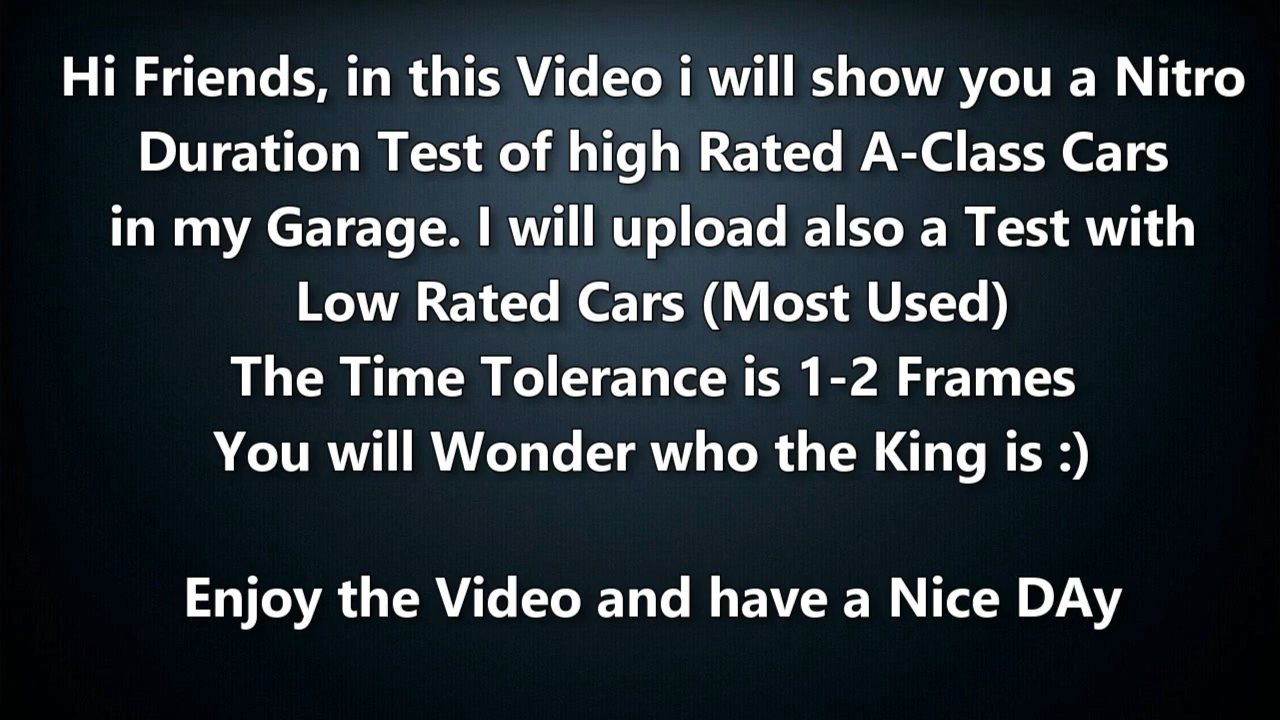 Hi Friends, in this Video i will show you a Nitro
Duration Test of high Rated A-Class Cars
in my Garage. I will upload also a Test with
Low Rated Cars (Most Used)
The Time Tolerance is 1-2 Frames
You will Wonder who the King is :)
Enjoy the Video and have a Nice DAy